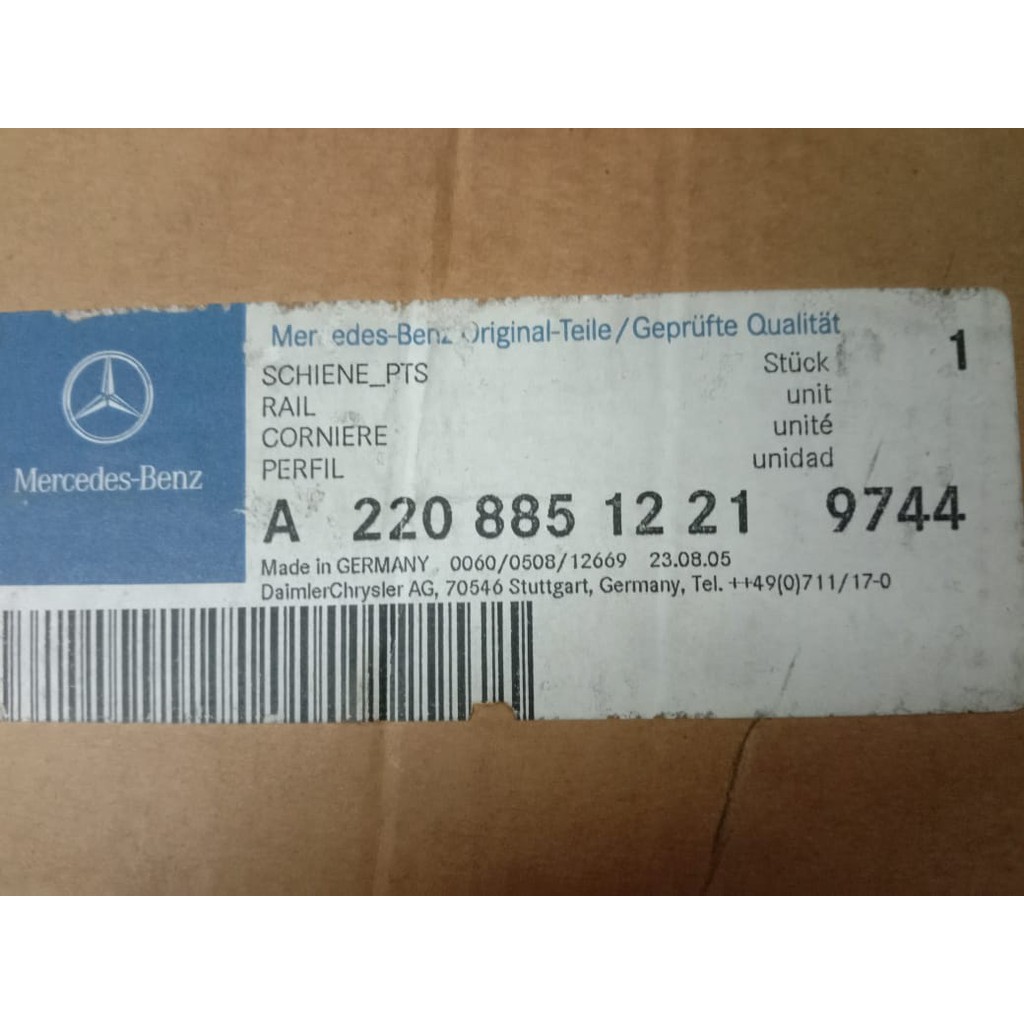 Mercedes-Benz
Mer edes-Benz Original-Teile/Geprüfte Qualität
SCHIENE_PTS Stück 1
RAIL unit
CORNIERE unité
PERFIL unidad
A 220 885 12 21 9744
Made in GERMANY 0060/0508/12669 23.08.05
DaimlerChrysler AG, 70546 Stuttgart, Germany, Tel. ++49(0)711/17-0